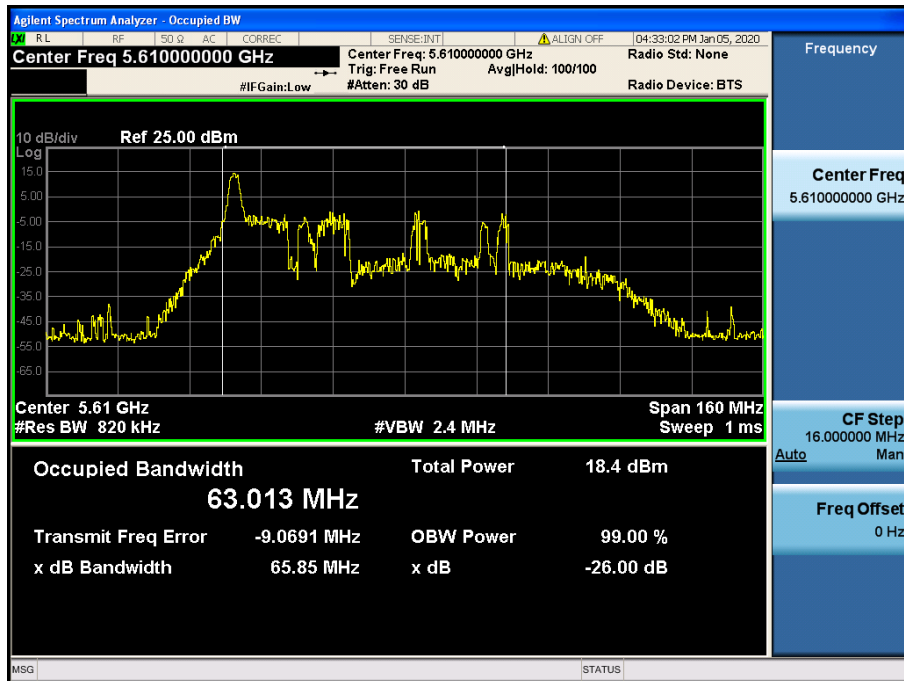 Agilent Spectrum Analyzer - Occupied BW
LXI RL RF 50 Ω AC CORREC SENSE:INT ALIGN OFF 04:33:02 PM Jan 05, 2020
Center Freq 5.610000000 GHz
Center Freq: 5.610000000 GHz Radio Std: None
Trig: Free Run Avg|Hold: 100/100
#IFGain:Low #Atten: 30 dB Radio Device: BTS
10 dB/div Ref 25.00 dBm
Log
15.0
5.00
-5.00
-15.0
-25.0
-35.0
-45.0
-55.0
-65.0
Center 5.61 GHz Span 160 MHz
#Res BW 820 kHz #VBW 2.4 MHz Sweep 1 ms
Occupied Bandwidth Total Power 18.4 dBm
63.013 MHz
Transmit Freq Error -9.0691 MHz OBW Power 99.00 %
x dB Bandwidth 65.85 MHz x dB -26.00 dB
MSG STATUS
Frequency
Center Freq
5.610000000 GHz
CF Step
16.000000 MHz
Auto Man
Freq Offset
0 Hz